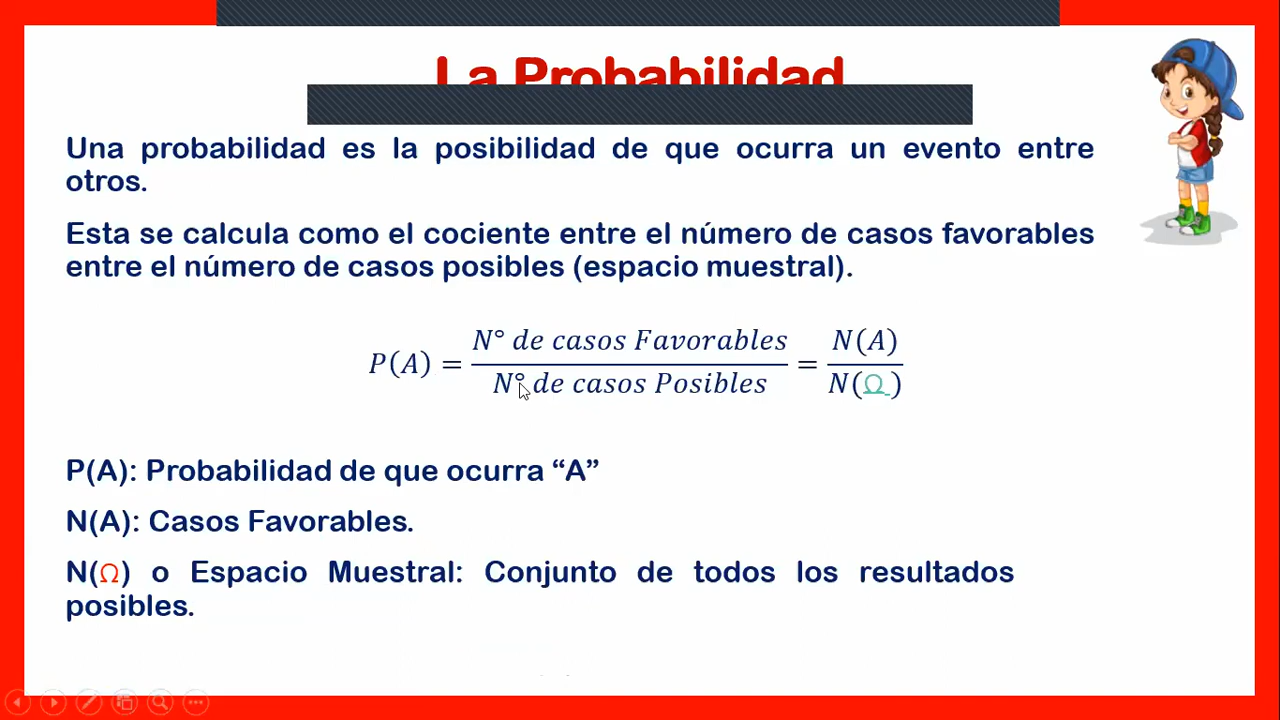 La Probabilidad
Una probabilidad es la posibilidad de que ocurra un evento entre
otros.
Esta se calcula como el cociente entre el número de casos favorables
entre el número de casos posibles (espacio muestral).
P(A) = N° de casos Favorables / N° de casos Posibles = N(A) / N(Ω )
P(A): Probabilidad de que ocurra “A”
N(A): Casos Favorables.
N(Ω) o Espacio Muestral: Conjunto de todos los resultados
posibles.